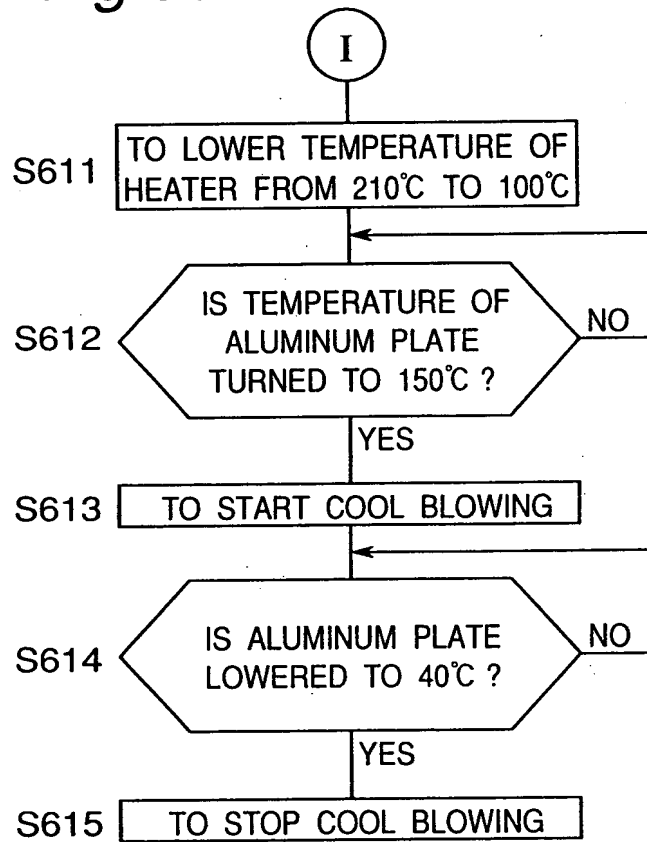 I
S611
TO LOWER TEMPERATURE OF
HEATER FROM 210℃ TO 100℃
S612
IS TEMPERATURE OF
ALUMINUM PLATE
TURNED TO 150℃ ?
NO
YES
S613
TO START COOL BLOWING
S614
IS ALUMINUM PLATE
LOWERED TO 40℃ ?
NO
YES
S615
TO STOP COOL BLOWING